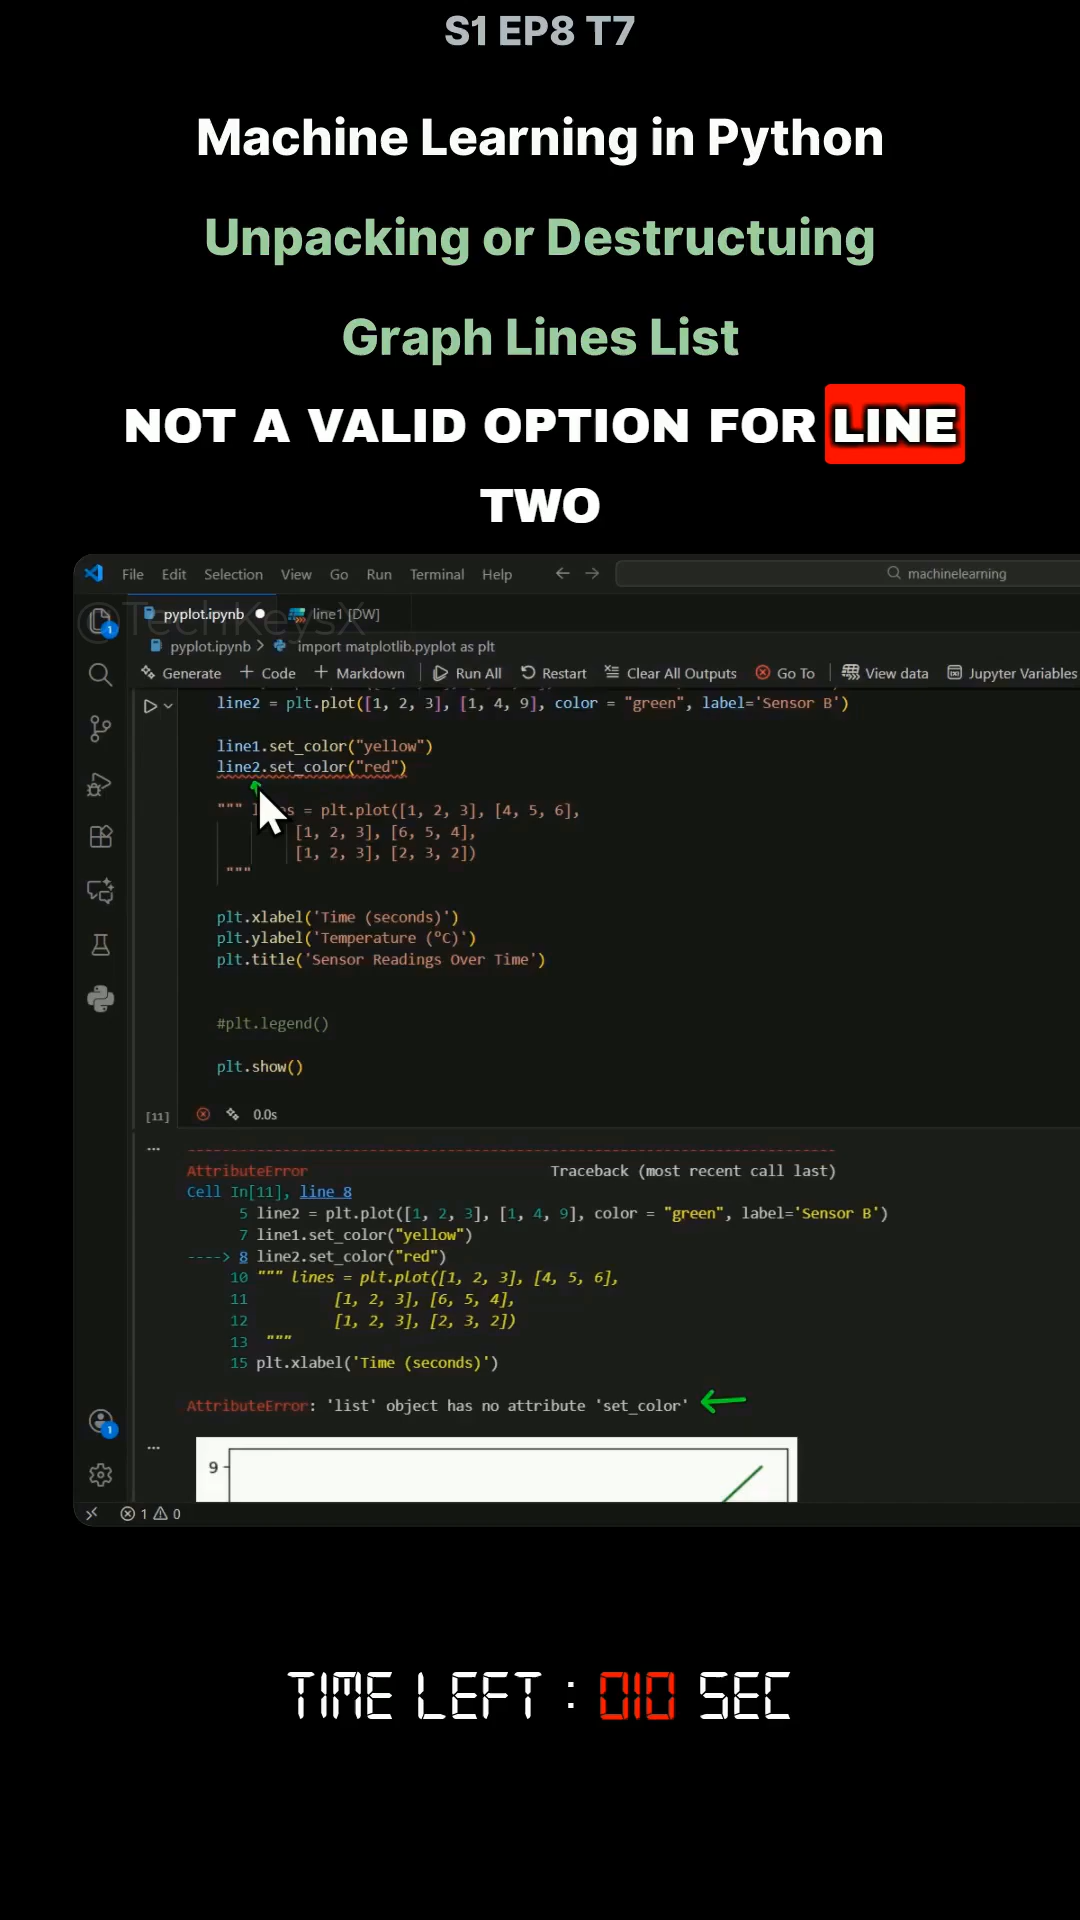 S1 EP8 T7
Machine Learning in Python
Unpacking or Destructuing
Graph Lines List
NOT A VALID OPTION FOR LINE
TWO
File Edit Selection View Go Run Terminal Help machinelearning
@TechKeysX
pyplot.ipynb line1 [DW]
pyplot.ipynb > import matplotlib.pyplot as plt
Generate + Code + Markdown Run All Restart Clear All Outputs Go To View data Jupyter Variables
line2 = plt.plot([1, 2, 3], [1, 4, 9], color = "green", label='Sensor B')
line1.set_color("yellow")
line2.set_color("red")
""" lines = plt.plot([1, 2, 3], [4, 5, 6],
[1, 2, 3], [6, 5, 4],
[1, 2, 3], [2, 3, 2])
"""
plt.xlabel('Time (seconds)')
plt.ylabel('Temperature (°C)')
plt.title('Sensor Readings Over Time')
#plt.legend()
plt.show()
[11] 0.0s
AttributeError Traceback (most recent call last)
Cell In[11], line 8
5 line2 = plt.plot([1, 2, 3], [1, 4, 9], color = "green", label='Sensor B')
7 line1.set_color("yellow")
----> 8 line2.set_color("red")
10 """ lines = plt.plot([1, 2, 3], [4, 5, 6],
11 [1, 2, 3], [6, 5, 4],
12 [1, 2, 3], [2, 3, 2])
13 """
15 plt.xlabel('Time (seconds)')
AttributeError: 'list' object has no attribute 'set_color'
9
1 0
TIME LEFT : 010 SEC